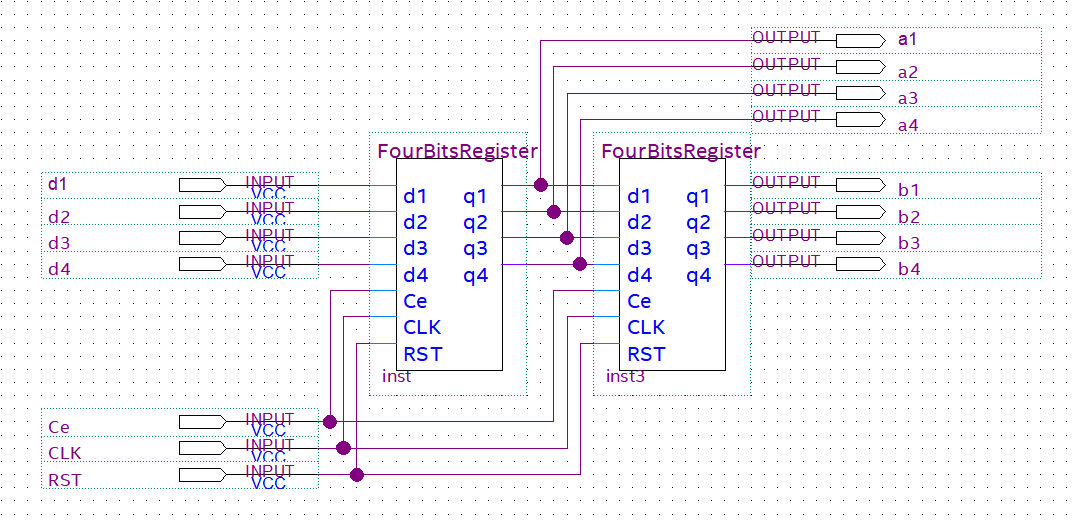 OUTPUT a1
OUTPUT a2
OUTPUT a3
OUTPUT a4
FourBitsRegister FourBitsRegister
d1 INPUT VCC d1 q1 d1 q1 OUTPUT b1
d2 INPUT VCC d2 q2 d2 q2 OUTPUT b2
d3 INPUT VCC d3 q3 d3 q3 OUTPUT b3
d4 INPUT VCC d4 q4 d4 q4 OUTPUT b4
Ce Ce
CLK CLK
RST RST
inst inst3
Ce INPUT VCC
CLK INPUT VCC
RST INPUT VCC